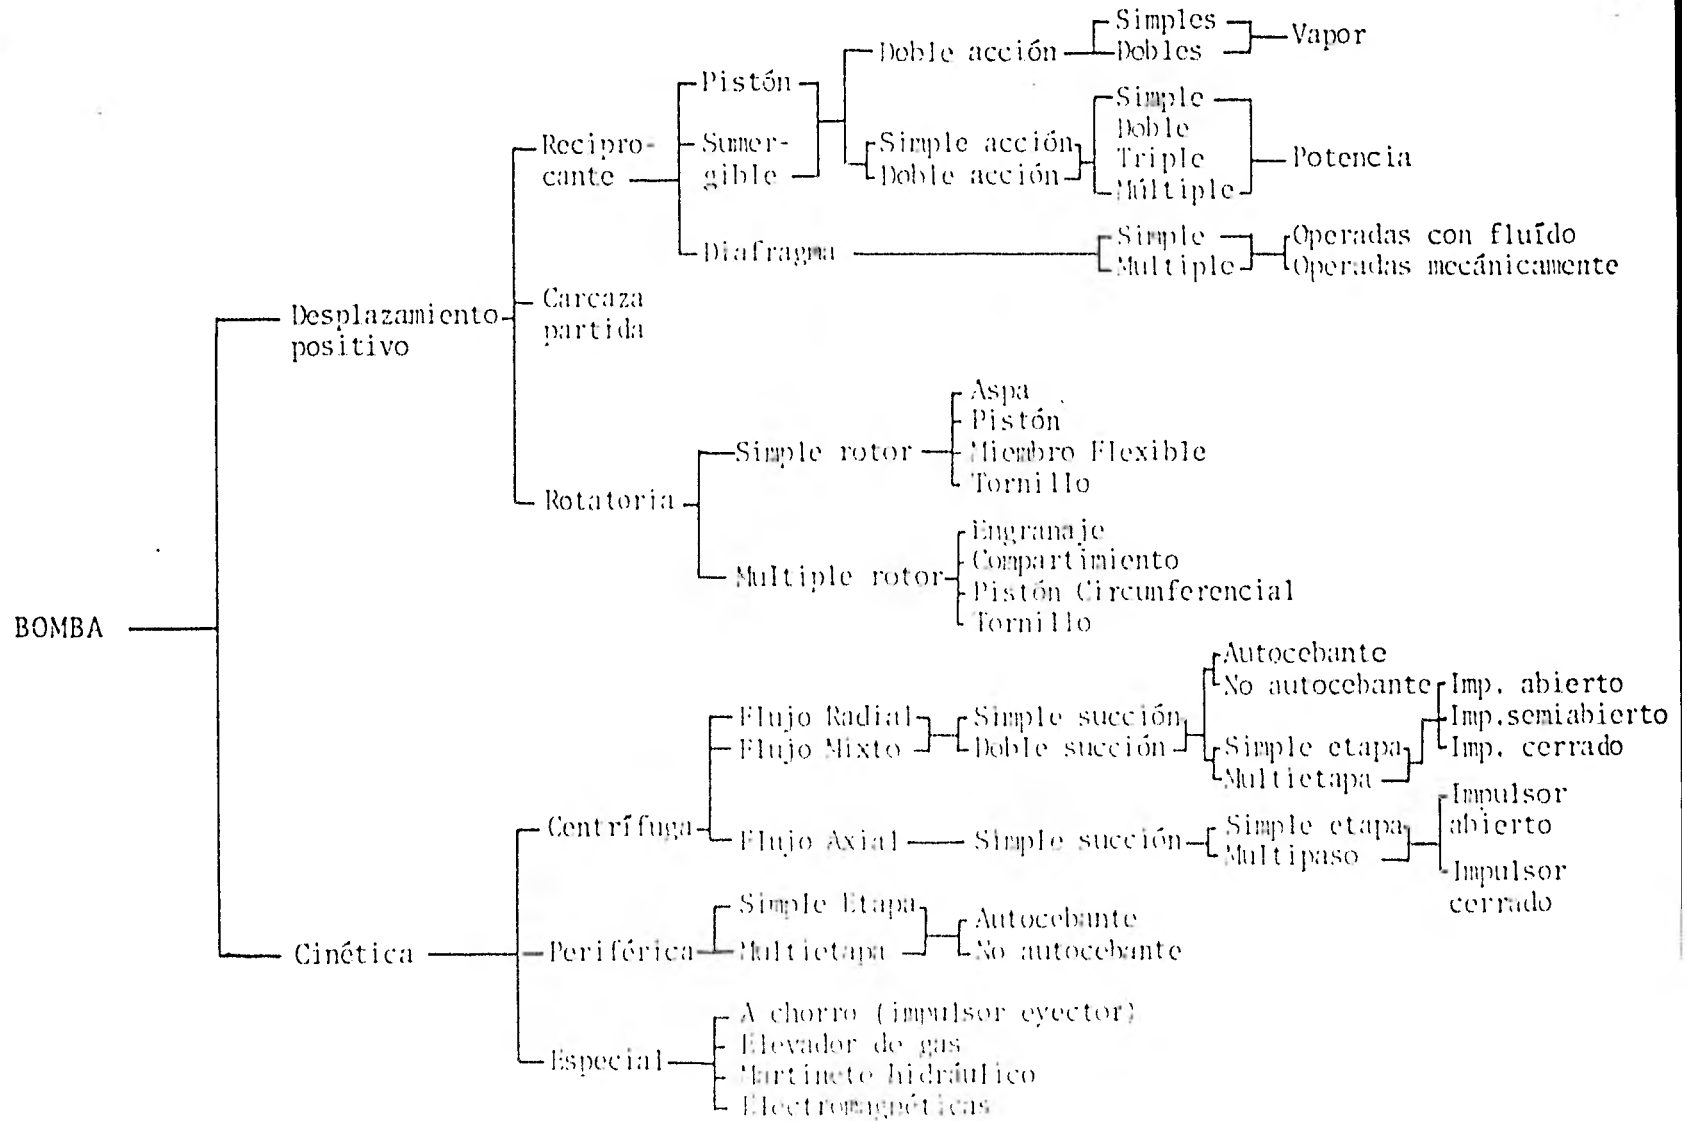 Simples
Dobles
Vapor
Doble acción
Pistón
Sumer-
gible
Simple acción
Doble acción
Simple
Doble
Triple
Múltiple
Potencia
Recipro-
cante
Diafragma
Simple
Multiple
Operadas con fluído
Operadas mecánicamente
Carcaza
partida
Desplazamiento
positivo
Aspa
Pistón
Miembro Flexible
Tornillo
Simple rotor
Rotatoria
Engranaje
Compartimiento
Pistón Circunferencial
Tornillo
Multiple rotor
BOMBA
Autocebante
No autocebante
Imp. abierto
Imp.semiabierto
Imp. cerrado
Flujo Radial
Flujo Mixto
Simple succión
Doble succión
Simple etapa
Multietapa
Centrífuga
Flujo Axial
Simple succión
Simple etapa
Multipaso
Impulsor
abierto
Impulsor
cerrado
Simple Etapa
Multietapa
Autocebante
No autocebante
Periférica
Cinética
A chorro (impulsor eyector)
Elevador de gas
Martinete hidráulico
Electromagnéticas
Especial